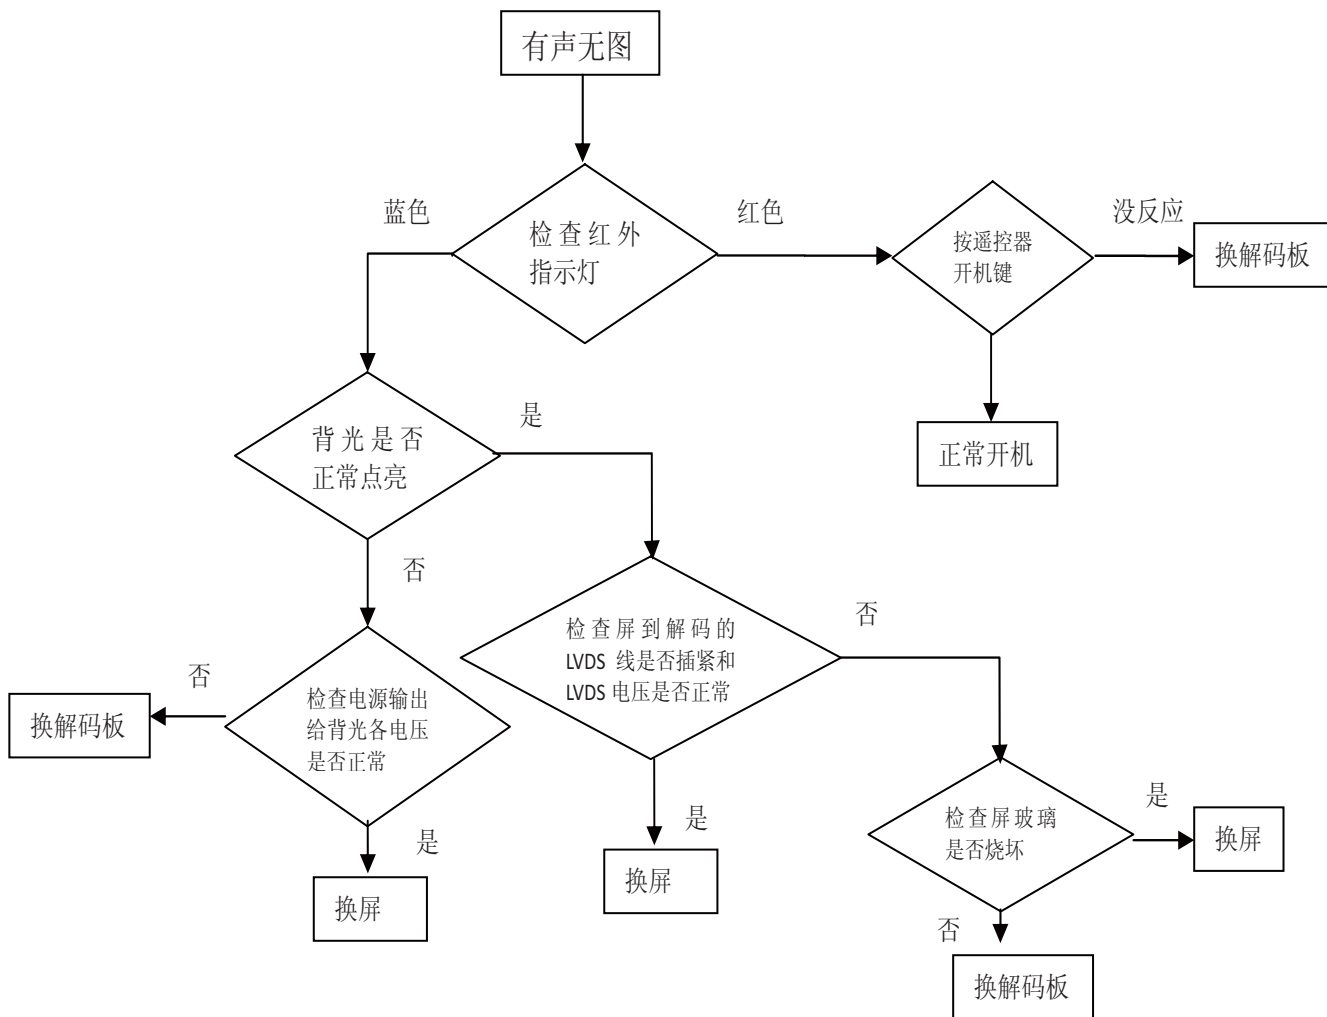 有声无图
蓝色
红色
没反应
检查红外
指示灯
按遥控器
开机键
换解码板
背光是否
正常点亮
是
正常开机
否
检查屏到解码的
LVDS 线是否插紧和
LVDS 电压是否正常
否
否
检查电源输出
给背光各电压
是否正常
换解码板
是
换屏
是
换屏
检查屏玻璃
是否烧坏
是
换屏
否
换解码板